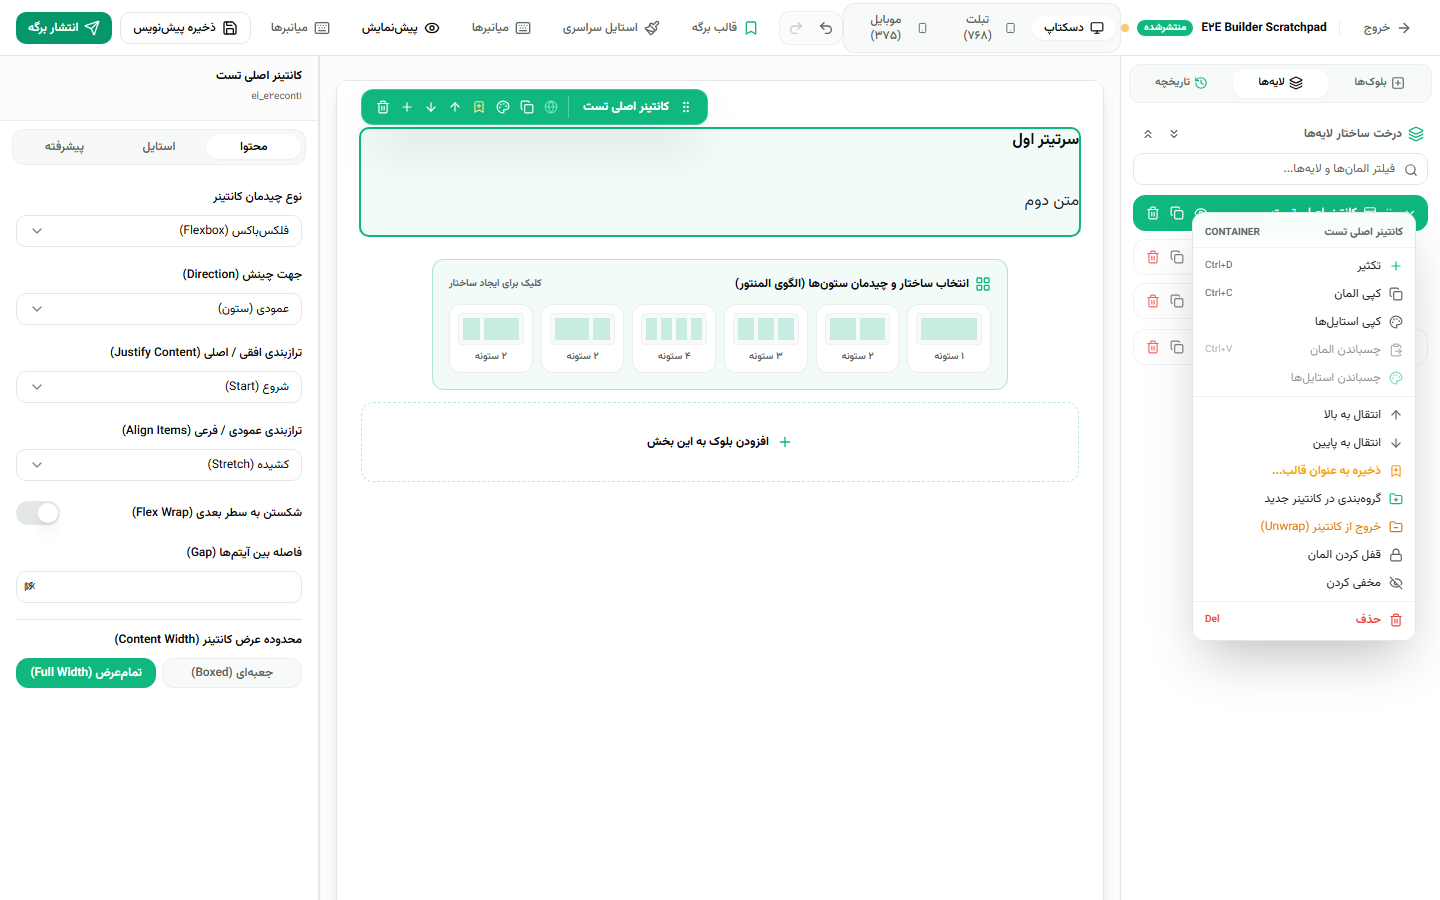 خروج
E2E Builder Scratchpad
منتشرشده
دسکتاپ
تبلت (۷۶۸)
موبایل (۳۷۵)
قالب برگه
استایل سراسری
میانبرها
پیش‌نمایش
میانبرها
ذخیره پیش‌نویس
انتشار برگه
بلوک‌ها
لایه‌ها
تاریخچه
درخت ساختار لایه‌ها
فیلتر المان‌ها و لایه‌ها...
کانتینر اصلی تست
CONTAINER
تکثیر
Ctrl+D
کپی المان
Ctrl+C
کپی استایل‌ها
چسباندن المان
Ctrl+V
چسباندن استایل‌ها
انتقال به بالا
انتقال به پایین
ذخیره به عنوان قالب...
گروه‌بندی در کانتینر جدید
خروج از کانتینر (Unwrap)
قفل کردن المان
مخفی کردن
حذف
Del
کانتینر اصلی تست
سرتیتر اول
متن دوم
انتخاب ساختار و چیدمان ستون‌ها (الگوی المنتور)
کلیک برای ایجاد ساختار
۱ ستونه
۲ ستونه
۳ ستونه
۴ ستونه
۲ ستونه
۲ ستونه
افزودن بلوک به این بخش
کانتینر اصلی تست
el_e2econt1
محتوا
استایل
پیشرفته
نوع چیدمان کانتینر
فلکس‌باکس (Flexbox)
جهت چینش (Direction)
عمودی (ستون)
ترازبندی افقی / اصلی (Justify Content)
شروع (Start)
ترازبندی عمودی / فرعی (Align Items)
کشیده (Stretch)
شکستن به سطر بعدی (Flex Wrap)
فاصله بین آیتم‌ها (Gap)
محدوده عرض کانتینر (Content Width)
جعبه‌ای (Boxed)
تمام‌عرض (Full Width)